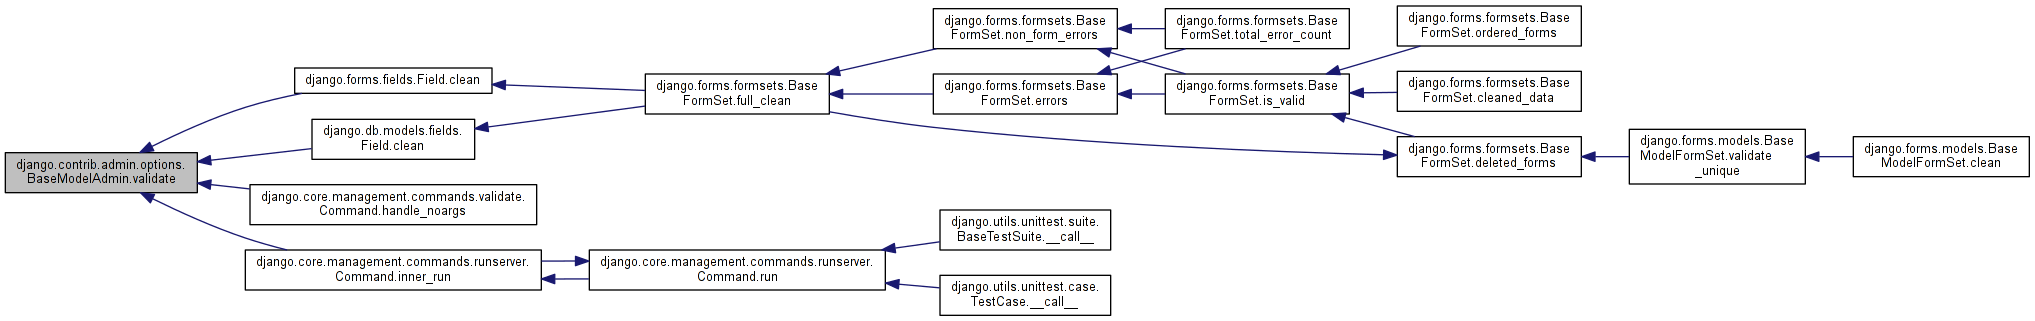 django.contrib.admin.options.
BaseModelAdmin.validate
django.forms.fields.Field.clean
django.db.models.fields.
Field.clean
django.core.management.commands.validate.
Command.handle_noargs
django.core.management.commands.runserver.
Command.inner_run
django.forms.formsets.Base
FormSet.full_clean
django.core.management.commands.runserver.
Command.run
django.forms.formsets.Base
FormSet.non_form_errors
django.forms.formsets.Base
FormSet.errors
django.utils.unittest.suite.
BaseTestSuite.__call__
django.utils.unittest.case.
TestCase.__call__
django.forms.formsets.Base
FormSet.total_error_count
django.forms.formsets.Base
FormSet.is_valid
django.forms.formsets.Base
FormSet.ordered_forms
django.forms.formsets.Base
FormSet.cleaned_data
django.forms.formsets.Base
FormSet.deleted_forms
django.forms.models.Base
ModelFormSet.validate
_unique
django.forms.models.Base
ModelFormSet.clean